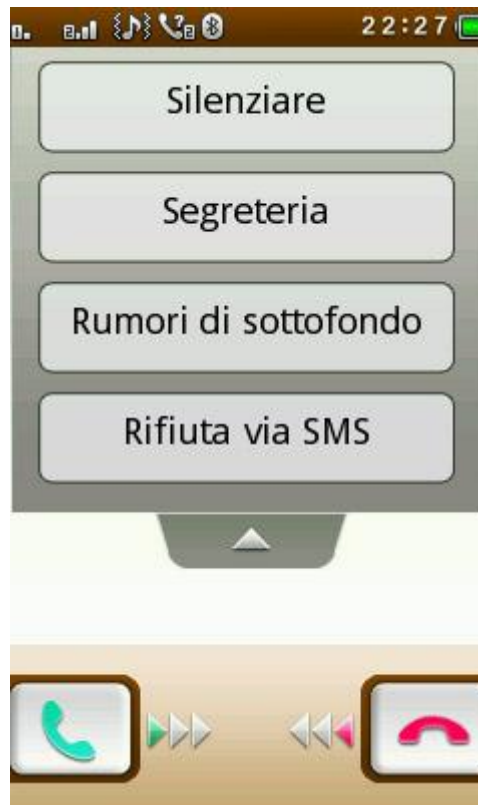 22:27
Silenziare
Segreteria
Rumori di sottofondo
Rifiuta via SMS